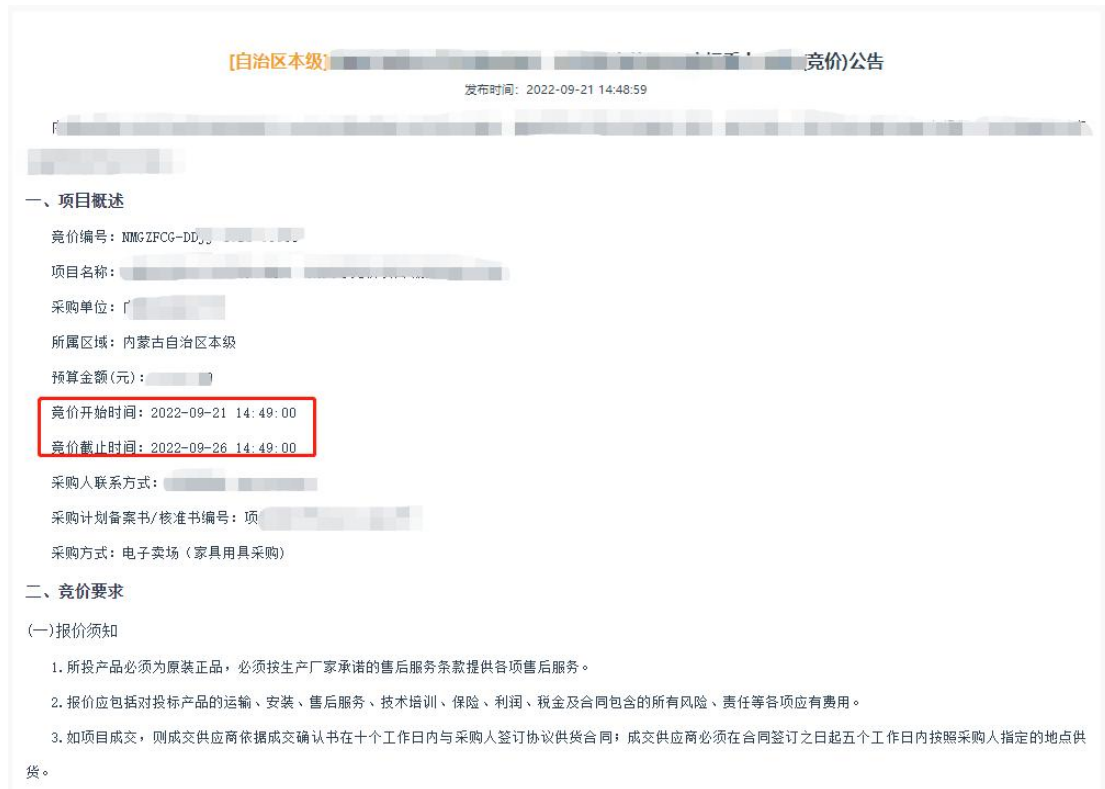 [自治区本级] 竞价)公告
发布时间: 2022-09-21 14:48:59
一、项目概述
竞价编号: NMGZFCG-DD
项目名称:
采购单位:
所属区域: 内蒙古自治区本级
预算金额(元):
竞价开始时间: 2022-09-21 14:49:00
竞价截止时间: 2022-09-26 14:49:00
采购人联系方式:
采购计划备案书/核准书编号: 项
采购方式: 电子卖场 (家具用具采购)
二、竞价要求
(一)报价须知
1.所投产品必须为原装正品，必须按生产厂家承诺的售后服务条款提供各项售后服务。
2.报价应包括对投标产品的运输、安装、售后服务、技术培训、保险、利润、税金及合同包含的所有风险、责任等各项应有费用。
3.如项目成交，则成交供应商依据成交确认书在十个工作日内与采购人签订协议供货合同；成交供应商必须在合同签订之日起五个工作日内按照采购人指定的地点供
货。